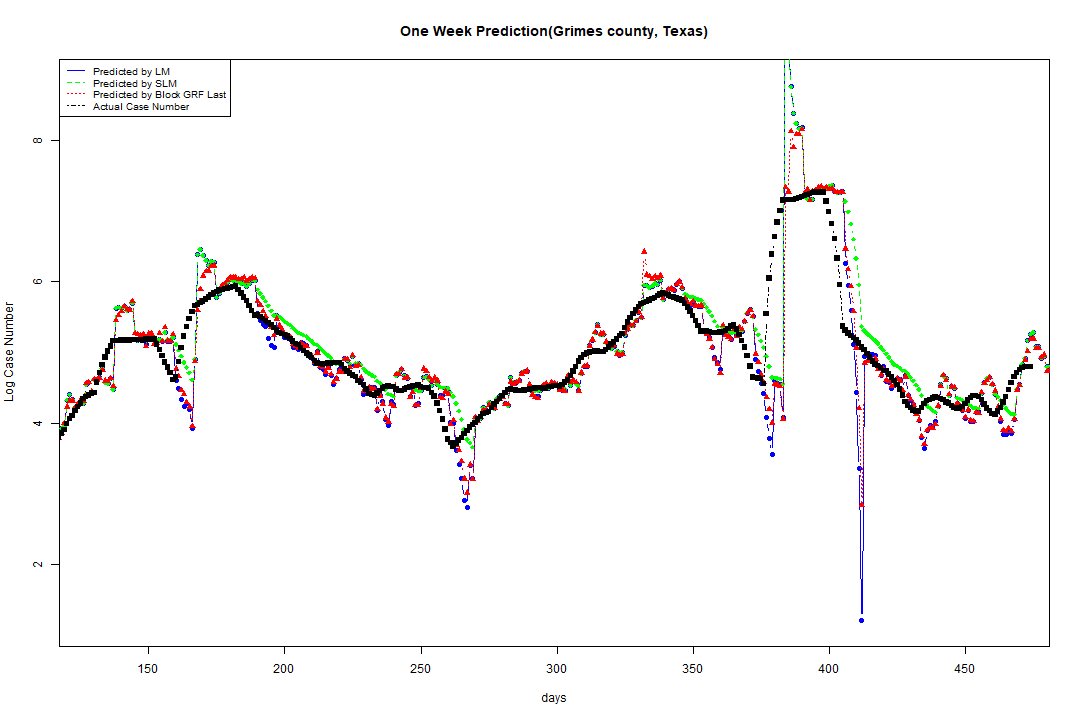 One Week Prediction(Grimes county, Texas)
Predicted by LM
Predicted by SLM
Predicted by Block GRF Last
Actual Case Number
Log Case Number
8
6
4
2
150 200 250 300 350 400 450
days